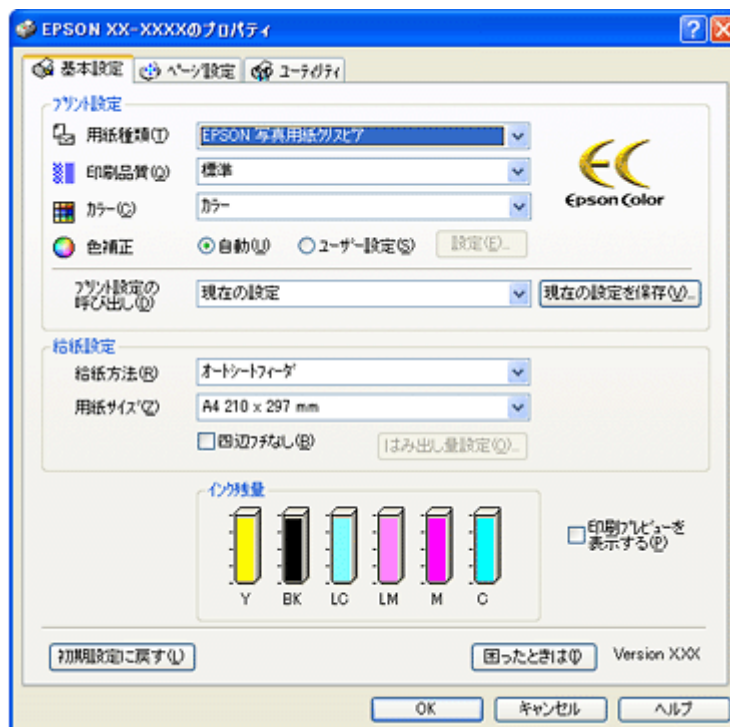 EPSON XX-XXXXのプロパティ
基本設定 ページ設定 ユーティリティ
プリント設定
用紙種類(T) EPSON 写真用紙クリスピア
印刷品質(Q) 標準
カラー(C) カラー
EC
Epson Color
色補正 自動(U) ユーザー設定(S) 設定(E)...
プリント設定の
呼び出し(D) 現在の設定 現在の設定を保存(V)...
給紙設定
給紙方法(R) オートシートフィーダ
用紙サイズ(Z) A4 210 x 297 mm
四辺フチなし(B) はみ出し量設定(O)...
インク残量
Y BK LC LM M C
印刷プレビューを
表示する(P)
初期設定に戻す(L) 困ったときは(I) Version X.XX
OK キャンセル ヘルプ